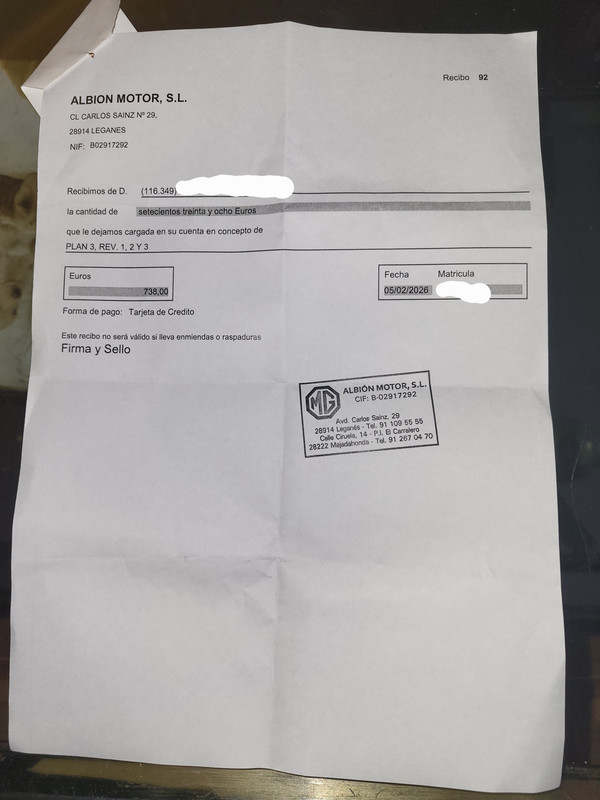 Recibo 92
ALBION MOTOR, S.L.
CL CARLOS SAINZ Nº 29,
28914 LEGANES
NIF: B02917292
Recibimos de D. (116.349)
la cantidad de setecientos treinta y ocho Euros
que le dejamos cargada en su cuenta en concepto de
PLAN 3, REV. 1, 2 Y 3
Euros
738,00
Fecha Matricula
05/02/2026
Forma de pago: Tarjeta de Credito
Este recibo no será válido si lleva enmiendas o raspaduras
Firma y Sello
MG
ALBIÓN MOTOR, S.L.
CIF: B-02917292
Avd. Carlos Sainz, 29
28914 Leganés - Tel. 91 109 55 55
Calle Ciruela, 14 - P.I. El Carralero
28222 Majadahonda - Tel. 91 267 04 70